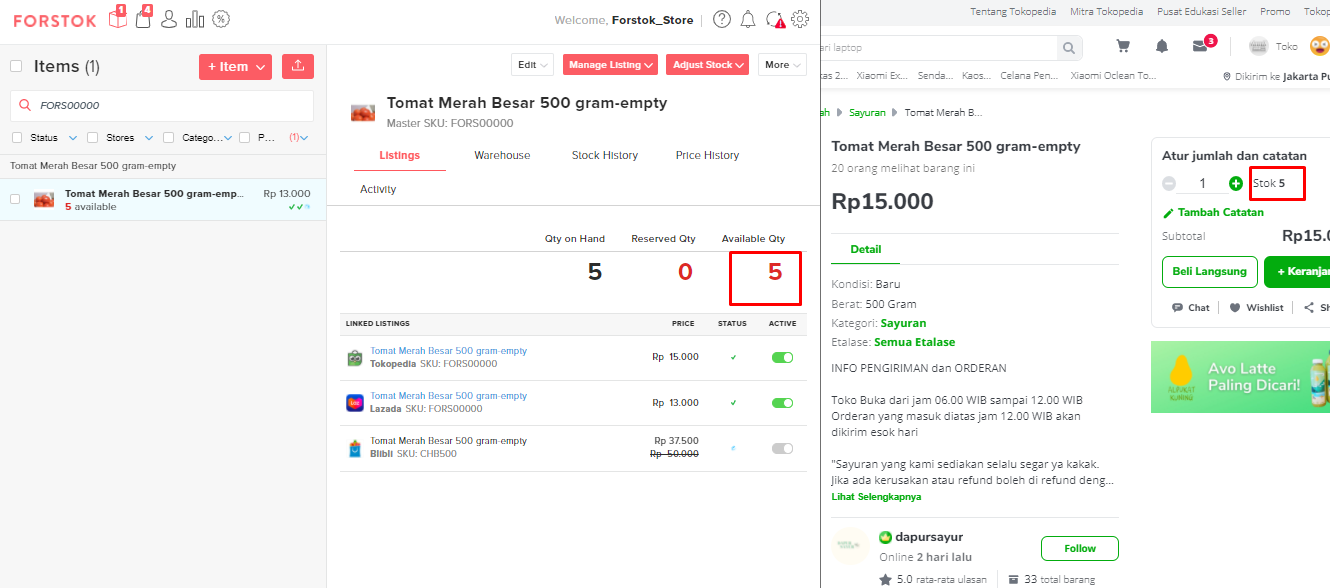 FORSTOK
1
4
Welcome, Forstok_Store
Items (1)
+ Item
FORS00000
Status
Stores
Catego...
P...
(1)
Tomat Merah Besar 500 gram-empty
Tomat Merah Besar 500 gram-emp...
Rp 13.000
5 available
Edit
Manage Listing
Adjust Stock
More
Tomat Merah Besar 500 gram-empty
Master SKU: FORS00000
Listings
Warehouse
Stock History
Price History
Activity
Qty on Hand
Reserved Qty
Available Qty
5
0
5
LINKED LISTINGS
PRICE
STATUS
ACTIVE
Tomat Merah Besar 500 gram-empty
Tokopedia SKU: FORS00000
Rp 15.000
Tomat Merah Besar 500 gram-empty
Lazada SKU: FORS00000
Rp 13.000
Tomat Merah Besar 500 gram-empty
Blibli SKU: CHB500
Rp 37.500
Rp 50.000
Tentang Tokopedia
Mitra Tokopedia
Pusat Edukasi Seller
Promo
Tokop
ari laptop
3
Toko
as 2...
Xiaomi Ex...
Senda...
Kaos...
Celana Pen...
Xiaomi Oclean To...
Dikirim ke Jakarta Pu
ah
Sayuran
Tomat Merah B...
Tomat Merah Besar 500 gram-empty
20 orang melihat barang ini
Rp15.000
Detail
Kondisi: Baru
Berat: 500 Gram
Kategori: Sayuran
Etalase: Semua Etalase
INFO PENGIRIMAN dan ORDERAN
Toko Buka dari jam 06.00 WIB sampai 12.00 WIB
Orderan yang masuk diatas jam 12.00 WIB akan
dikirim esok hari
"Sayuran yang kami sediakan selalu segar ya kakak.
Jika ada kerusakan atau refund boleh di refund deng...
Lihat Selengkapnya
dapursayur
Online 2 hari lalu
Follow
5.0 rata-rata ulasan
33 total barang
Atur jumlah dan catatan
1
Stok 5
Tambah Catatan
Subtotal
Rp15.0
Beli Langsung
+ Keranjan
Chat
Wishlist
Sh
Avo Latte
Paling Dicari!